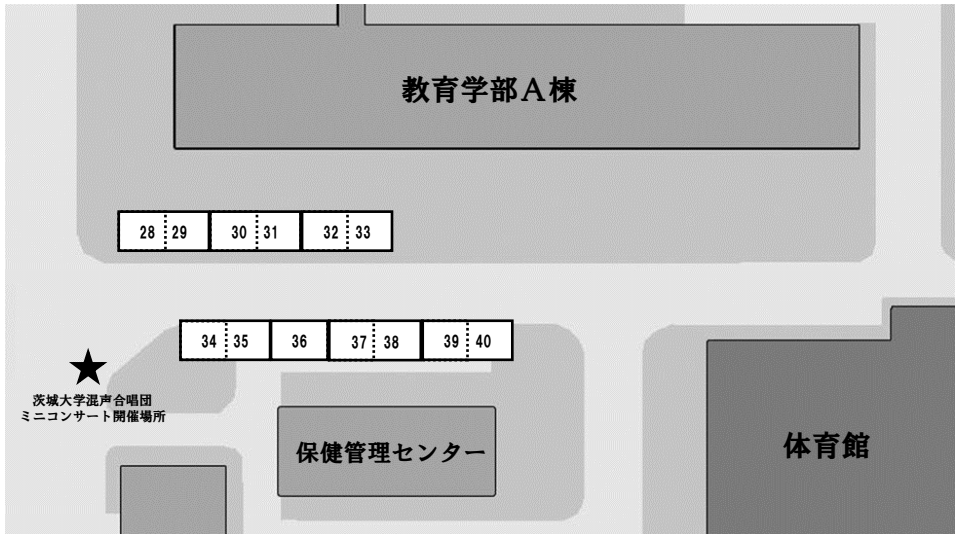 教育学部A棟
28 29 30 31 32 33
34 35 36 37 38 39 40
茨城大学混声合唱団
ミニコンサート開催場所
保健管理センター
体育館